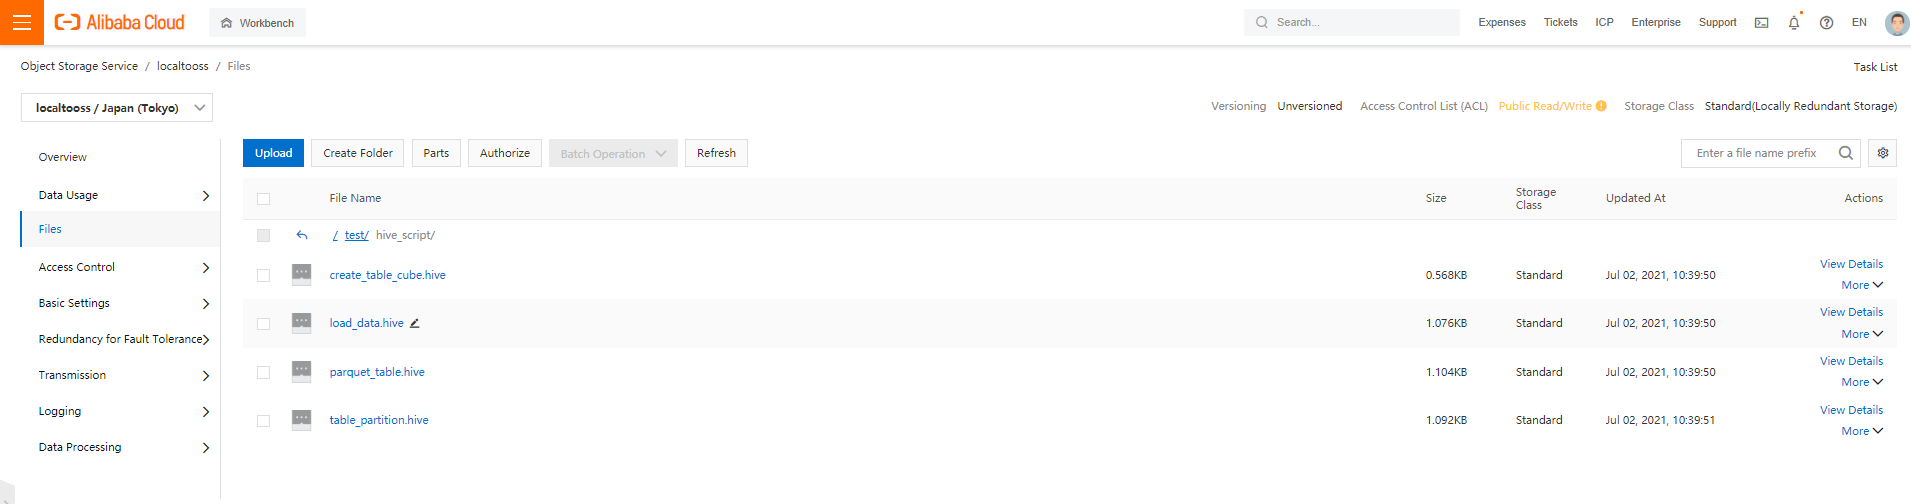 Alibaba Cloud Workbench Search... Expenses Tickets ICP Enterprise Support EN
Object Storage Service / localtooss / Files Task List
localtooss / Japan (Tokyo) Versioning Unversioned Access Control List (ACL) Public Read/Write Storage Class Standard(Locally Redundant Storage)
Overview
Data Usage
Files
Access Control
Basic Settings
Redundancy for Fault Tolerance
Transmission
Logging
Data Processing
Upload Create Folder Parts Authorize Batch Operation Refresh Enter a file name prefix
File Name Size Storage Class Updated At Actions
/ test/ hive_script/
create_table_cube.hive 0.568KB Standard Jul 02, 2021, 10:39:50 View Details
More
load_data.hive 1.076KB Standard Jul 02, 2021, 10:39:50 View Details
More
parquet_table.hive 1.104KB Standard Jul 02, 2021, 10:39:50 View Details
More
table_partition.hive 1.092KB Standard Jul 02, 2021, 10:39:51 View Details
More